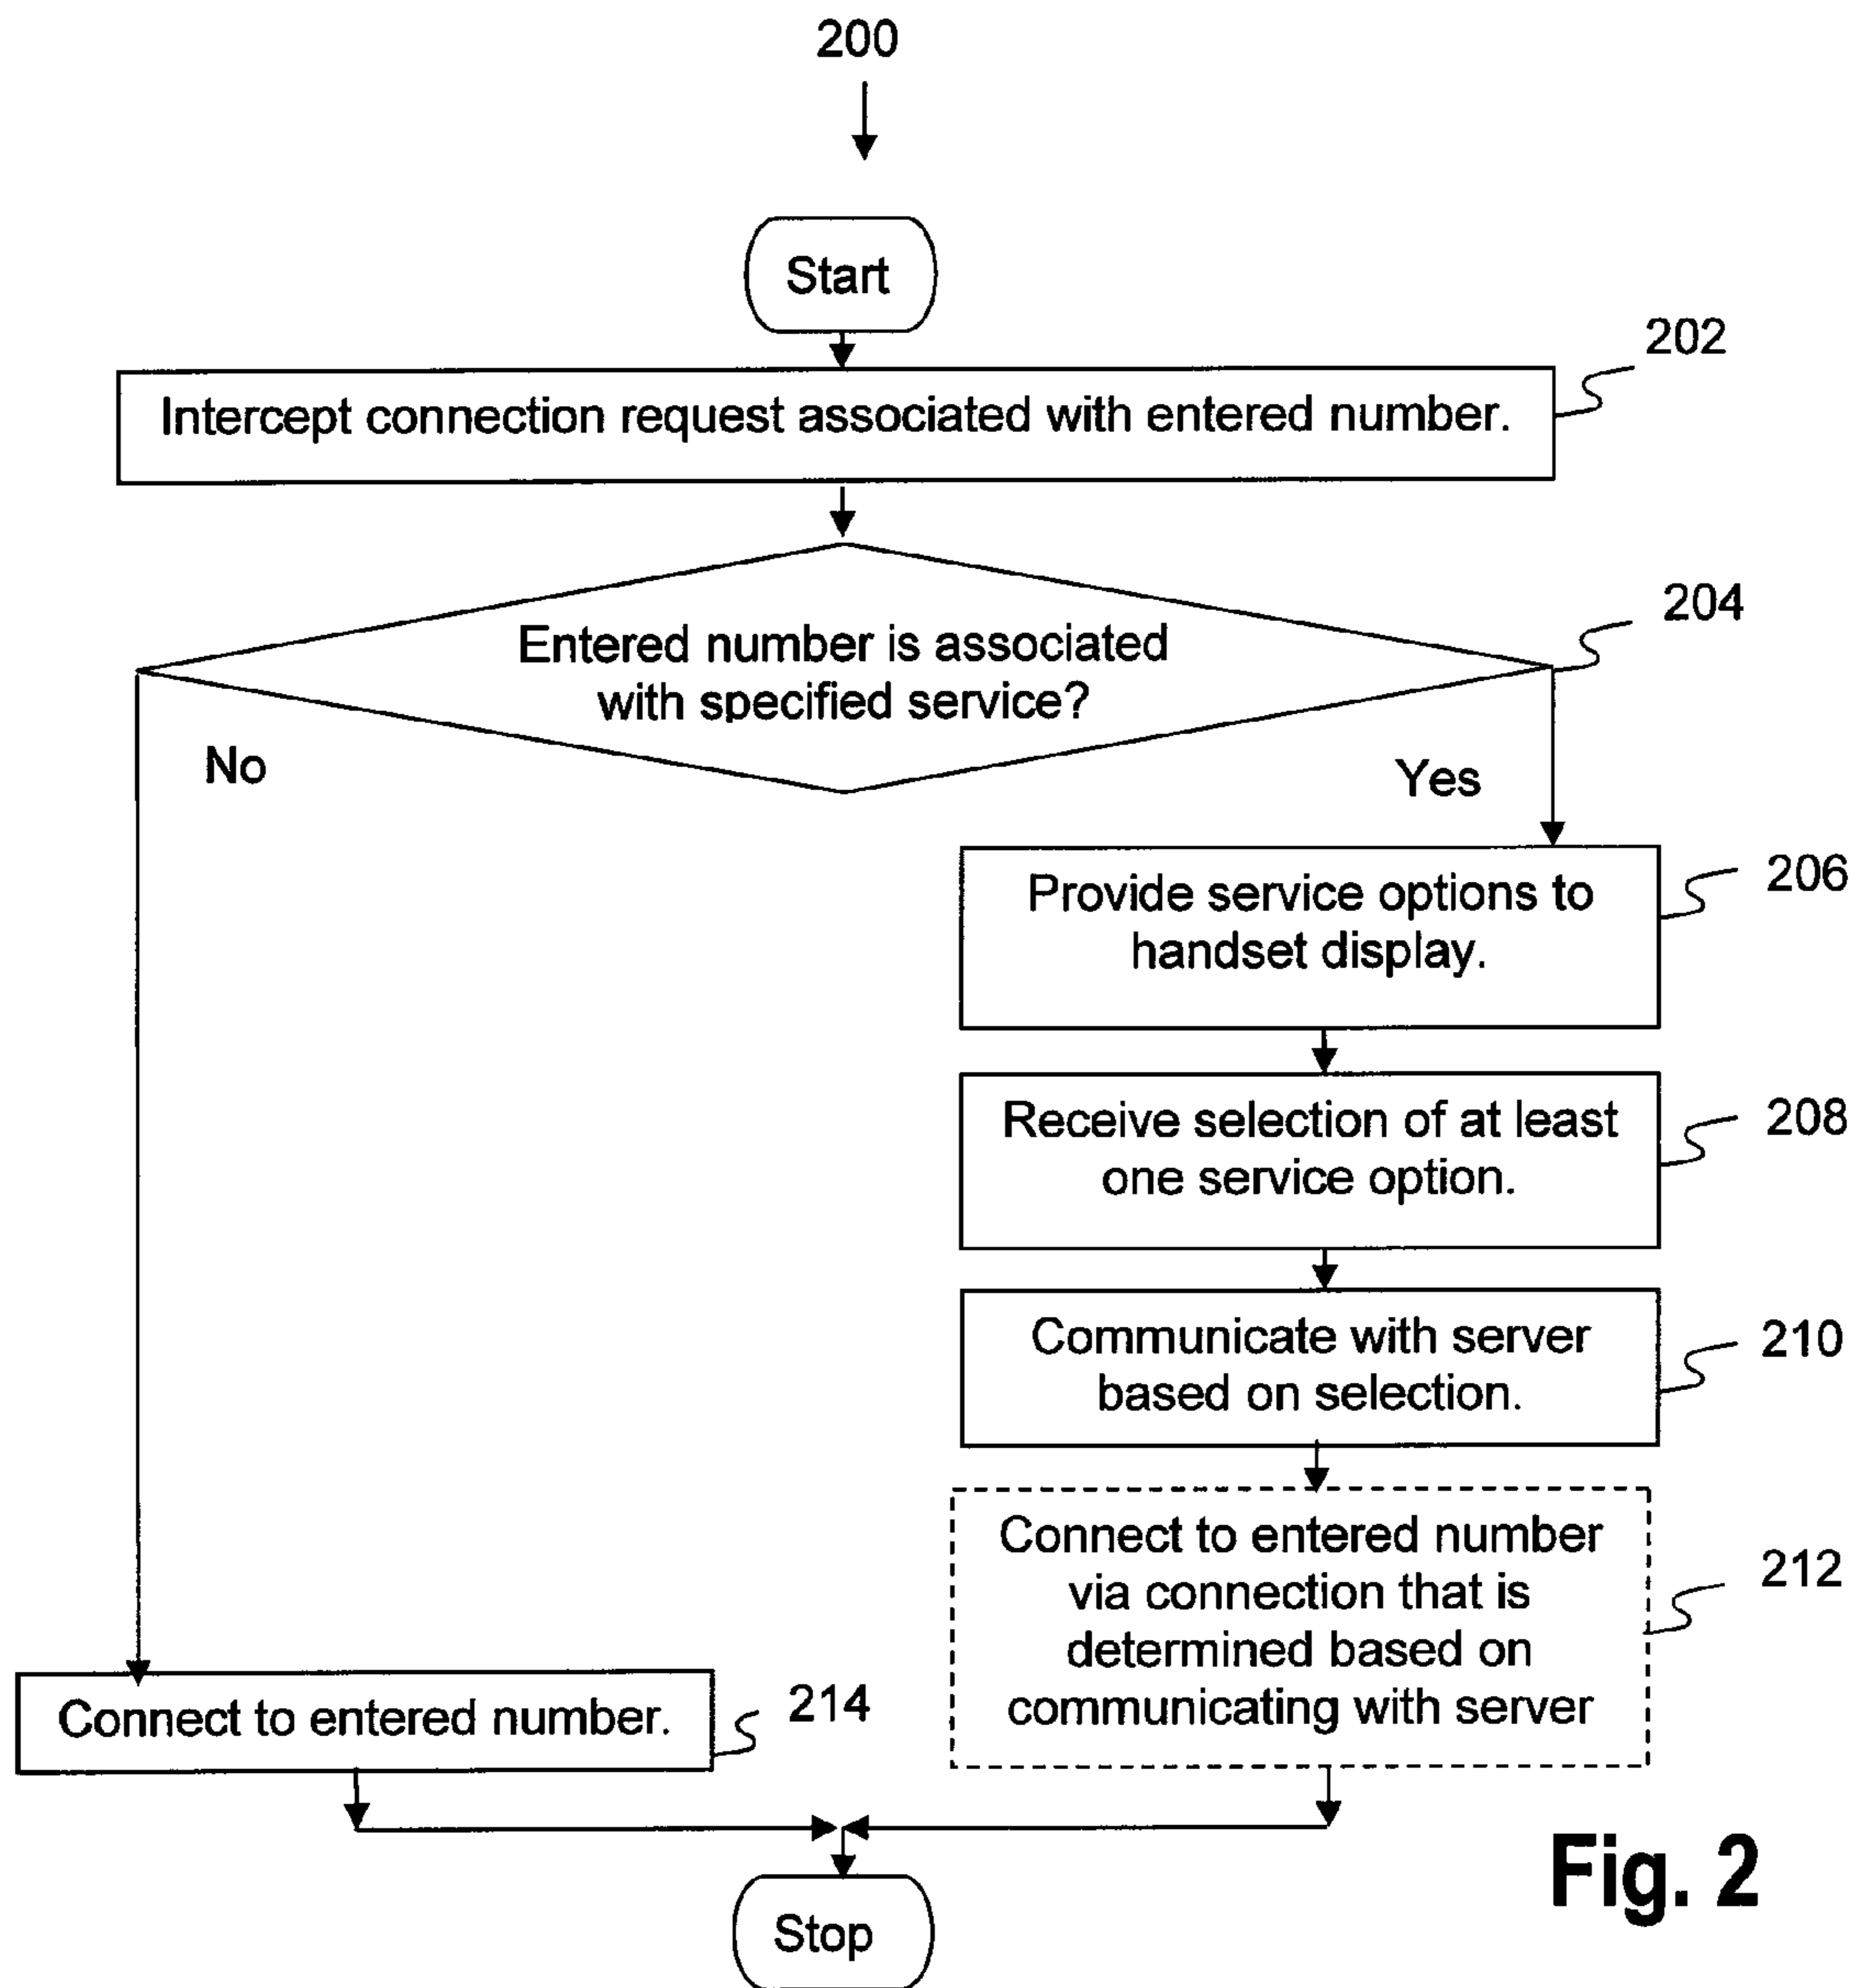 200
Start
202
Intercept connection request associated with entered number.
204
Entered number is associated
with specified service?
No
Yes
206
Provide service options to
handset display.
208
Receive selection of at least
one service option.
210
Communicate with server
based on selection.
212
Connect to entered number
via connection that is
determined based on
communicating with server
214
Connect to entered number.
Stop
Fig. 2